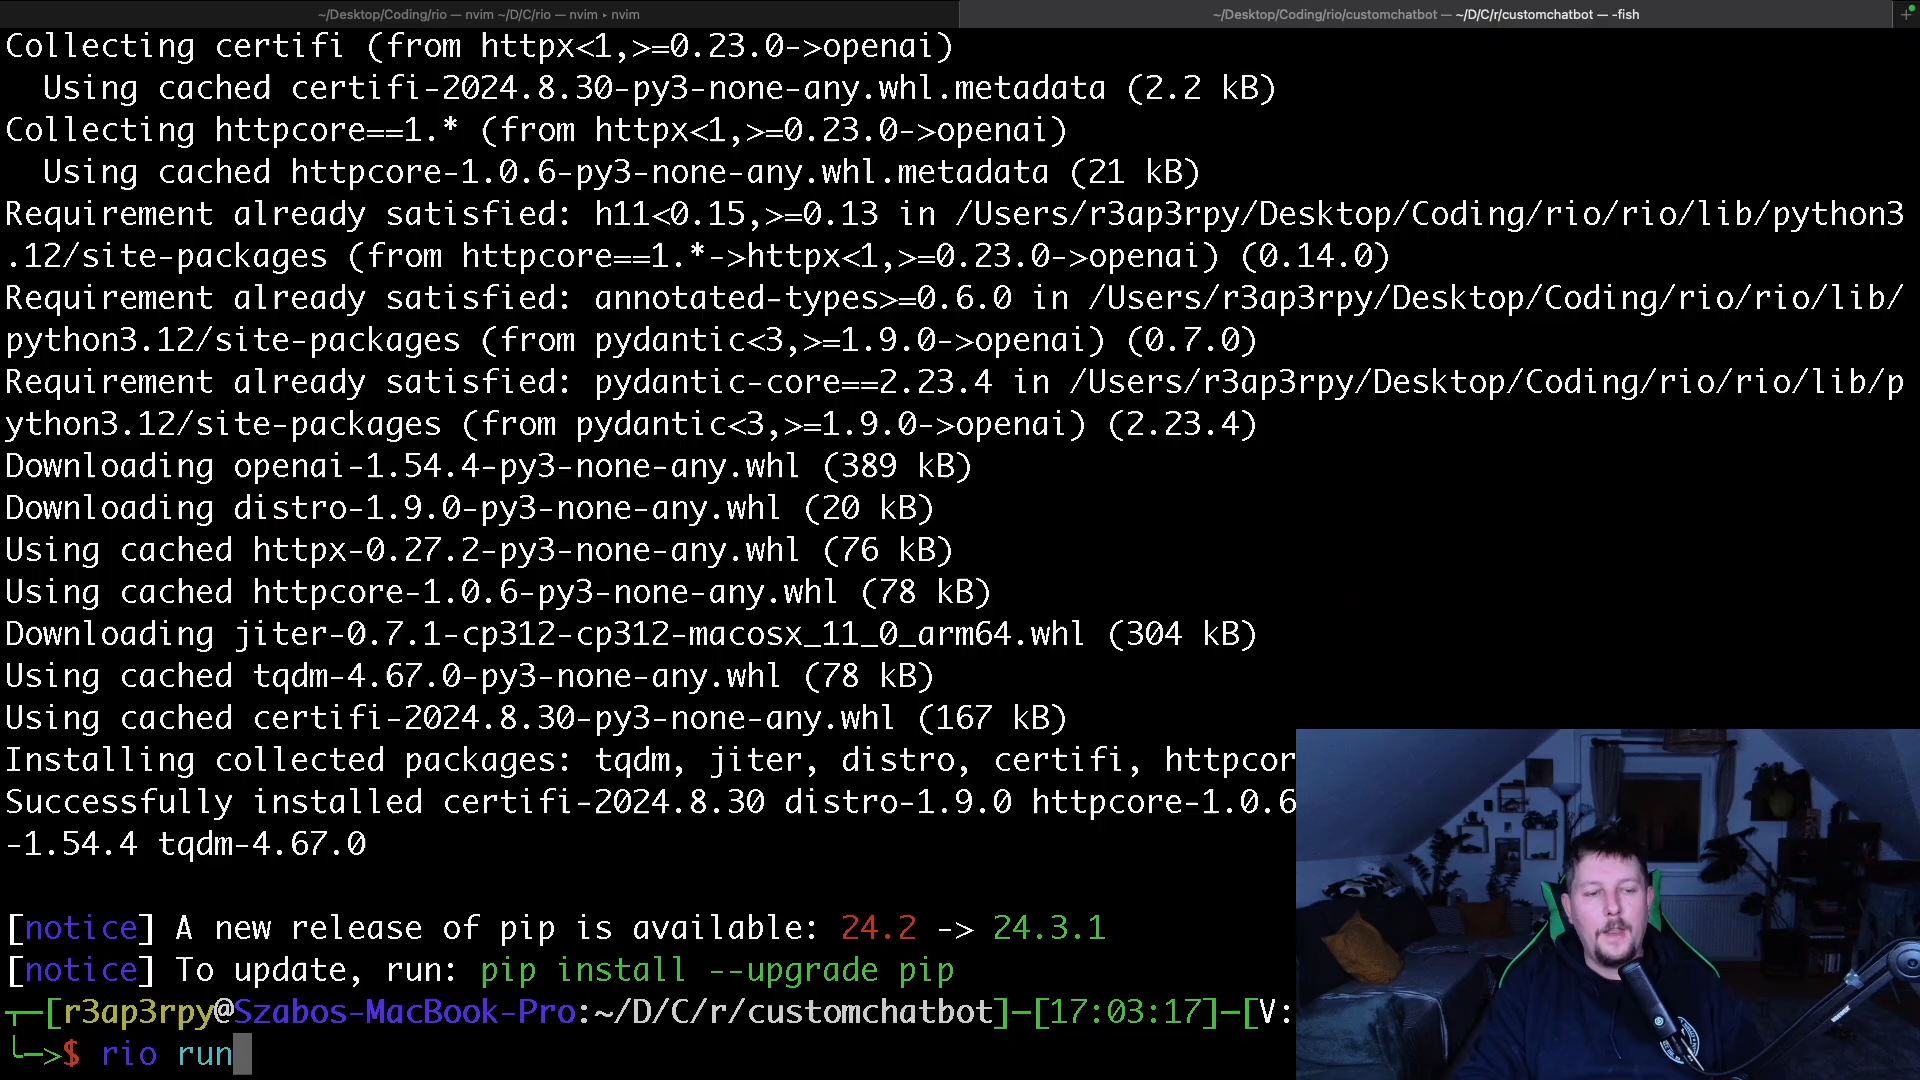 ~/Desktop/Coding/rio — nvim ~/D/C/rio — nvim ▸ nvim
~/Desktop/Coding/rio/customchatbot — ~/D/C/r/customchatbot — -fish
Collecting certifi (from httpx<1,>=0.23.0->openai)
Using cached certifi-2024.8.30-py3-none-any.whl.metadata (2.2 kB)
Collecting httpcore==1.* (from httpx<1,>=0.23.0->openai)
Using cached httpcore-1.0.6-py3-none-any.whl.metadata (21 kB)
Requirement already satisfied: h11<0.15,>=0.13 in /Users/r3ap3rpy/Desktop/Coding/rio/rio/lib/python3
.12/site-packages (from httpcore==1.*->httpx<1,>=0.23.0->openai) (0.14.0)
Requirement already satisfied: annotated-types>=0.6.0 in /Users/r3ap3rpy/Desktop/Coding/rio/rio/lib/
python3.12/site-packages (from pydantic<3,>=1.9.0->openai) (0.7.0)
Requirement already satisfied: pydantic-core==2.23.4 in /Users/r3ap3rpy/Desktop/Coding/rio/rio/lib/p
ython3.12/site-packages (from pydantic<3,>=1.9.0->openai) (2.23.4)
Downloading openai-1.54.4-py3-none-any.whl (389 kB)
Downloading distro-1.9.0-py3-none-any.whl (20 kB)
Using cached httpx-0.27.2-py3-none-any.whl (76 kB)
Using cached httpcore-1.0.6-py3-none-any.whl (78 kB)
Downloading jiter-0.7.1-cp312-cp312-macosx_11_0_arm64.whl (304 kB)
Using cached tqdm-4.67.0-py3-none-any.whl (78 kB)
Using cached certifi-2024.8.30-py3-none-any.whl (167 kB)
Installing collected packages: tqdm, jiter, distro, certifi, httpcor
Successfully installed certifi-2024.8.30 distro-1.9.0 httpcore-1.0.6
-1.54.4 tqdm-4.67.0
[notice] A new release of pip is available: 24.2 -> 24.3.1
[notice] To update, run: pip install --upgrade pip
┬─[r3ap3rpy@Szabos-MacBook-Pro:~/D/C/r/customchatbot]─[17:03:17]─[V:
╰─>$ rio run